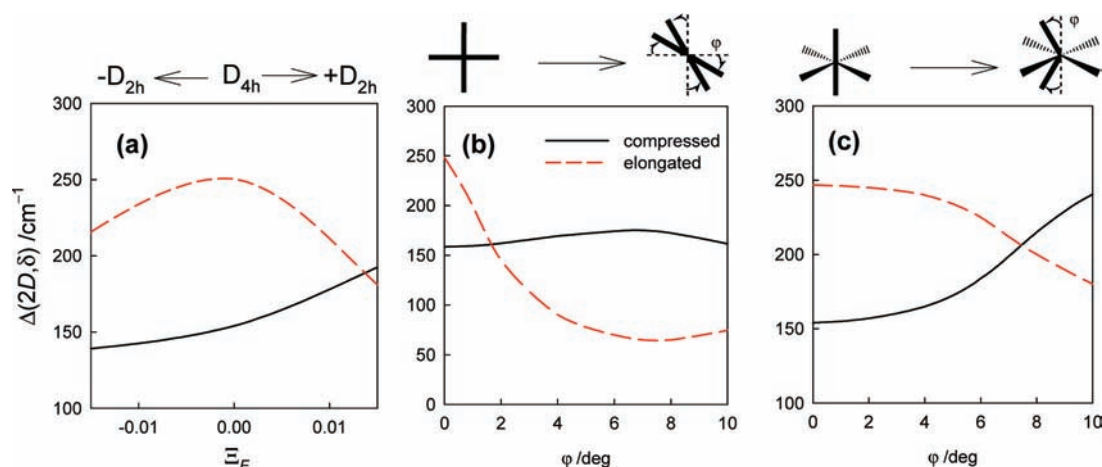 -D2h D4h +D2h
φ
φ
(a)
(b)
(c)
compressed
elongated
Δ(2D,δ) /cm⁻¹
300
250
200
150
100
-0.01 0.00 0.01
ΞE
300
250
200
150
100
50
0
0 2 4 6 8 10
φ /deg
300
250
200
150
100
0 2 4 6 8 10
φ /deg